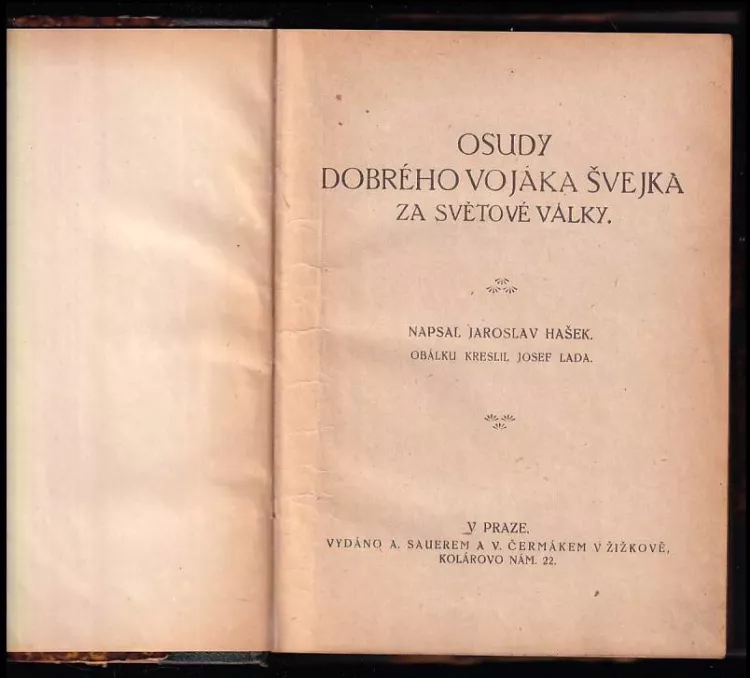 OSUDY
DOBRÉHO VOJÁKA ŠVEJKA
ZA SVĚTOVÉ VÁLKY.
NAPSAL JAROSLAV HAŠEK.
OBÁLKU KRESLIL JOSEF LADA.
V PRAZE.
VYDÁNO A. SAUEREM A V. ČERMÁKEM V ŽIŽKOVĚ,
KOLÁROVO NÁM. 22.